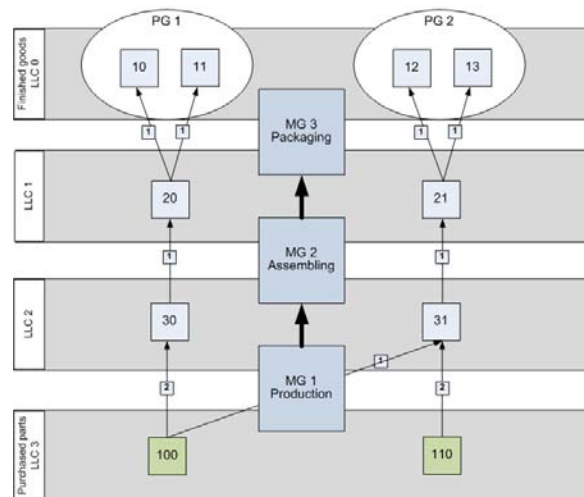 PG 1
PG 2
Finished goods
LLC 0
10
11
12
13
MG 3
Packaging
1
1
1
1
LLC 1
20
21
MG 2
Assembling
1
1
LLC 2
30
31
MG 1
Production
1
2
2
Purchased parts
LLC 3
100
110